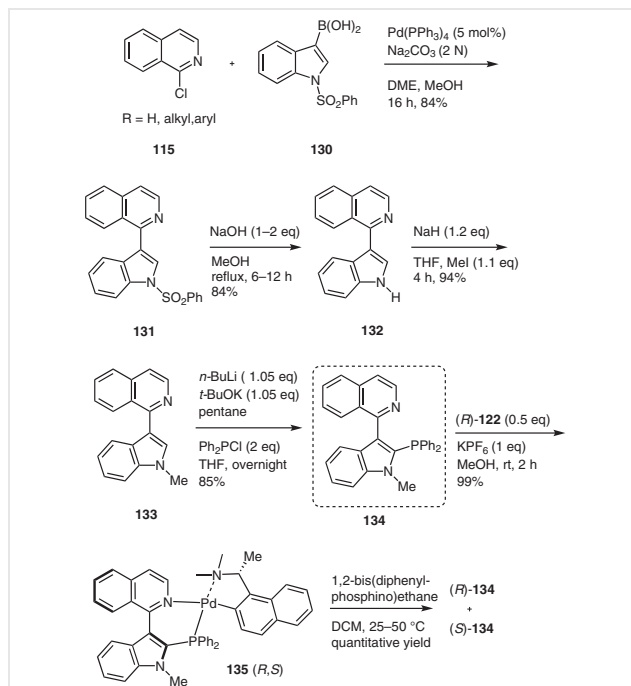 N
Cl
+
B(OH)2
N
SO2Ph
Pd(PPh3)4 (5 mol%)
Na2CO3 (2 N)
DME, MeOH
16 h, 84%
R = H, alkyl,aryl
115
130
N
N
SO2Ph
NaOH (1–2 eq)
MeOH
reflux, 6–12 h
84%
N
N
H
NaH (1.2 eq)
THF, MeI (1.1 eq)
4 h, 94%
131
132
N
N
Me
n-BuLi ( 1.05 eq)
t-BuOK (1.05 eq)
pentane
Ph2PCl (2 eq)
THF, overnight
85%
N
PPh2
N
Me
(R)-122 (0.5 eq)
KPF6 (1 eq)
MeOH, rt, 2 h
99%
133
134
N
Me
N
Pd
PPh2
N
Me
135 (R,S)
1,2-bis(diphenyl-
phosphino)ethane
DCM, 25–50 °C
quantitative yield
(R)-134
+
(S)-134